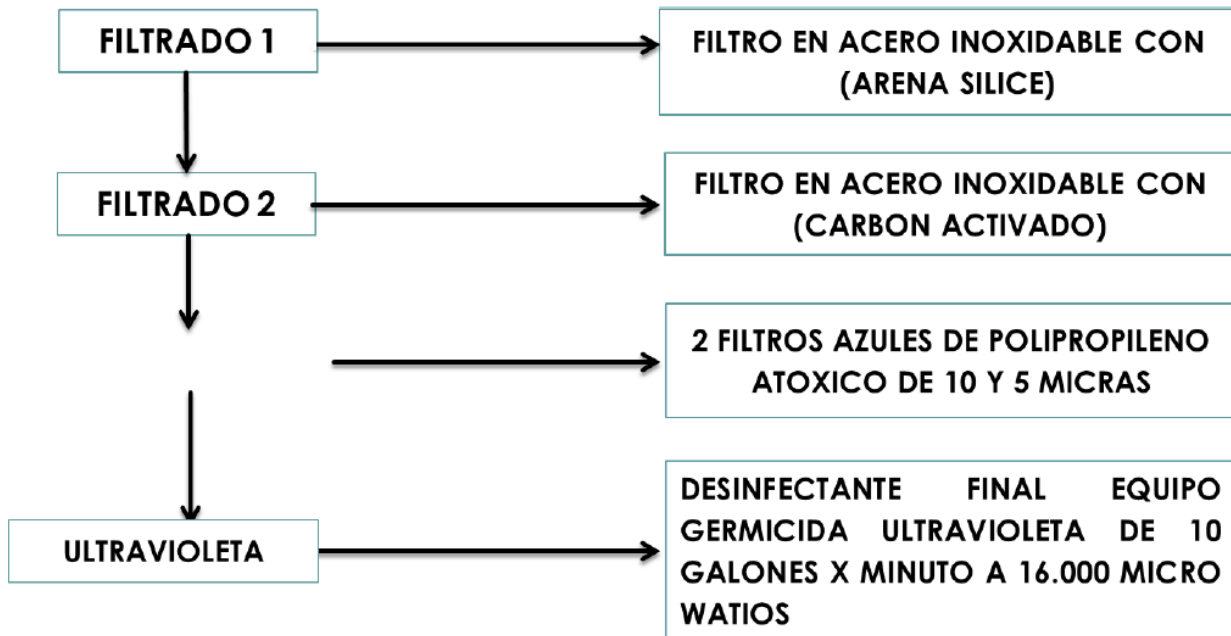 FILTRADO 1
FILTRO EN ACERO INOXIDABLE CON
(ARENA SILICE)
FILTRADO 2
FILTRO EN ACERO INOXIDABLE CON
(CARBON ACTIVADO)
2 FILTROS AZULES DE POLIPROPILENO
ATOXICO DE 10 Y 5 MICRAS
ULTRAVIOLETA
DESINFECTANTE FINAL EQUIPO
GERMICIDA ULTRAVIOLETA DE 10
GALONES X MINUTO A 16.000 MICRO
WATIOS